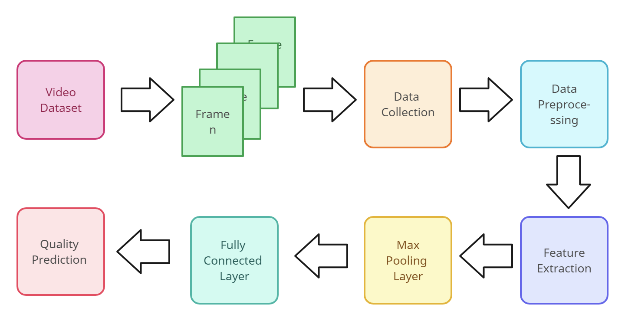 Video
Dataset
Frame
n
Data
Collection
Data
Preproce-
ssing
Quality
Prediction
Fully
Connected
Layer
Max
Pooling
Layer
Feature
Extraction